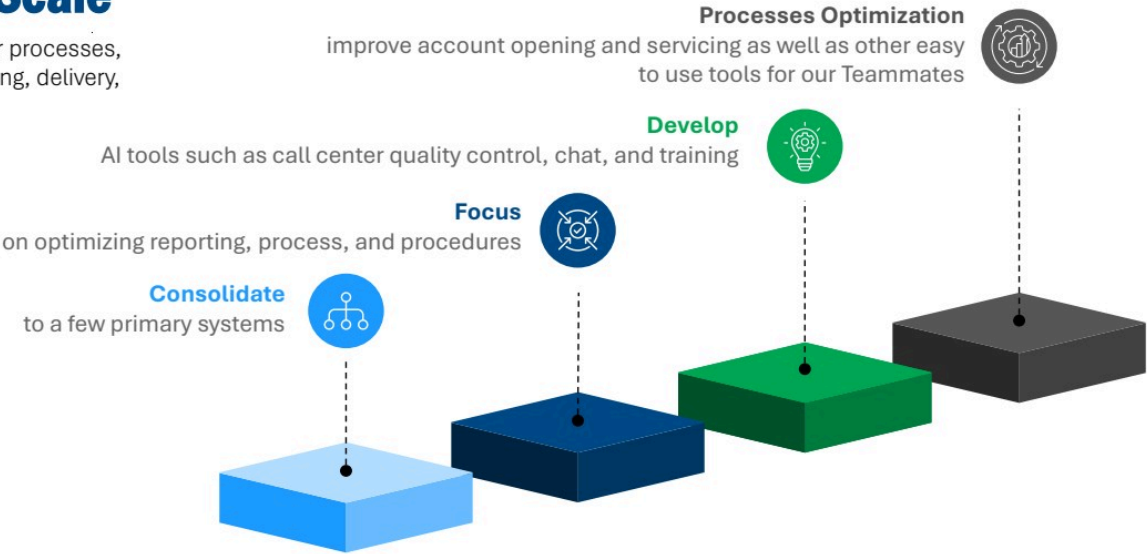 Scale
processes,
delivery,
Processes Optimization
improve account opening and servicing as well as other easy
to use tools for our Teammates
Develop
AI tools such as call center quality control, chat, and training
Focus
on optimizing reporting, process, and procedures
Consolidate
to a few primary systems